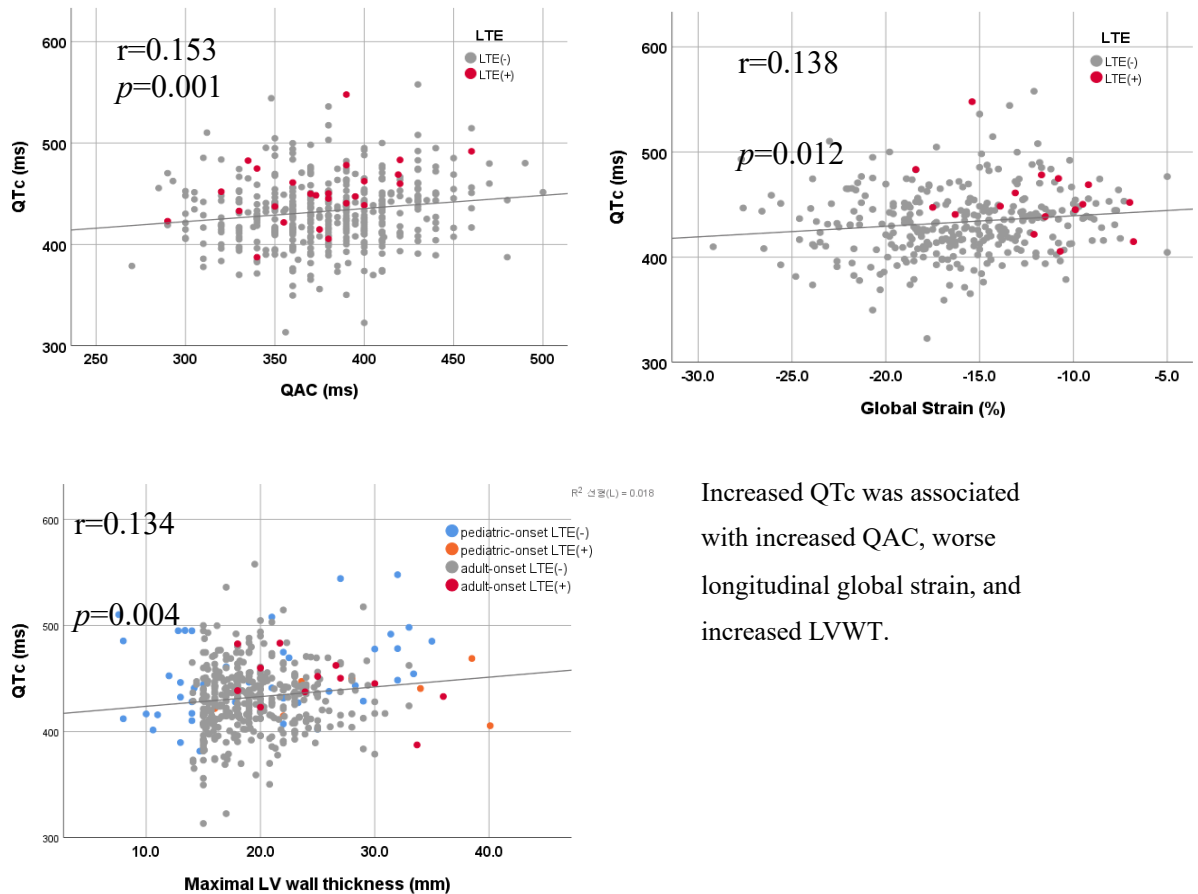 r=0.153
p=0.001
LTE
LTE(-)
LTE(+)
600
500
400
300
QTc (ms)
250
300
350
400
450
500
QAC (ms)
r=0.138
p=0.012
LTE
LTE(-)
LTE(+)
600
500
400
300
QTc (ms)
-30.0
-25.0
-20.0
-15.0
-10.0
-5.0
Global Strain (%)
R² 선형(L) = 0.018
r=0.134
p=0.004
pediatric-onset LTE(-)
pediatric-onset LTE(+)
adult-onset LTE(-)
adult-onset LTE(+)
600
500
400
300
QTc (ms)
10.0
20.0
30.0
40.0
Maximal LV wall thickness (mm)
Increased QTc was associated
with increased QAC, worse
longitudinal global strain, and
increased LVWT.